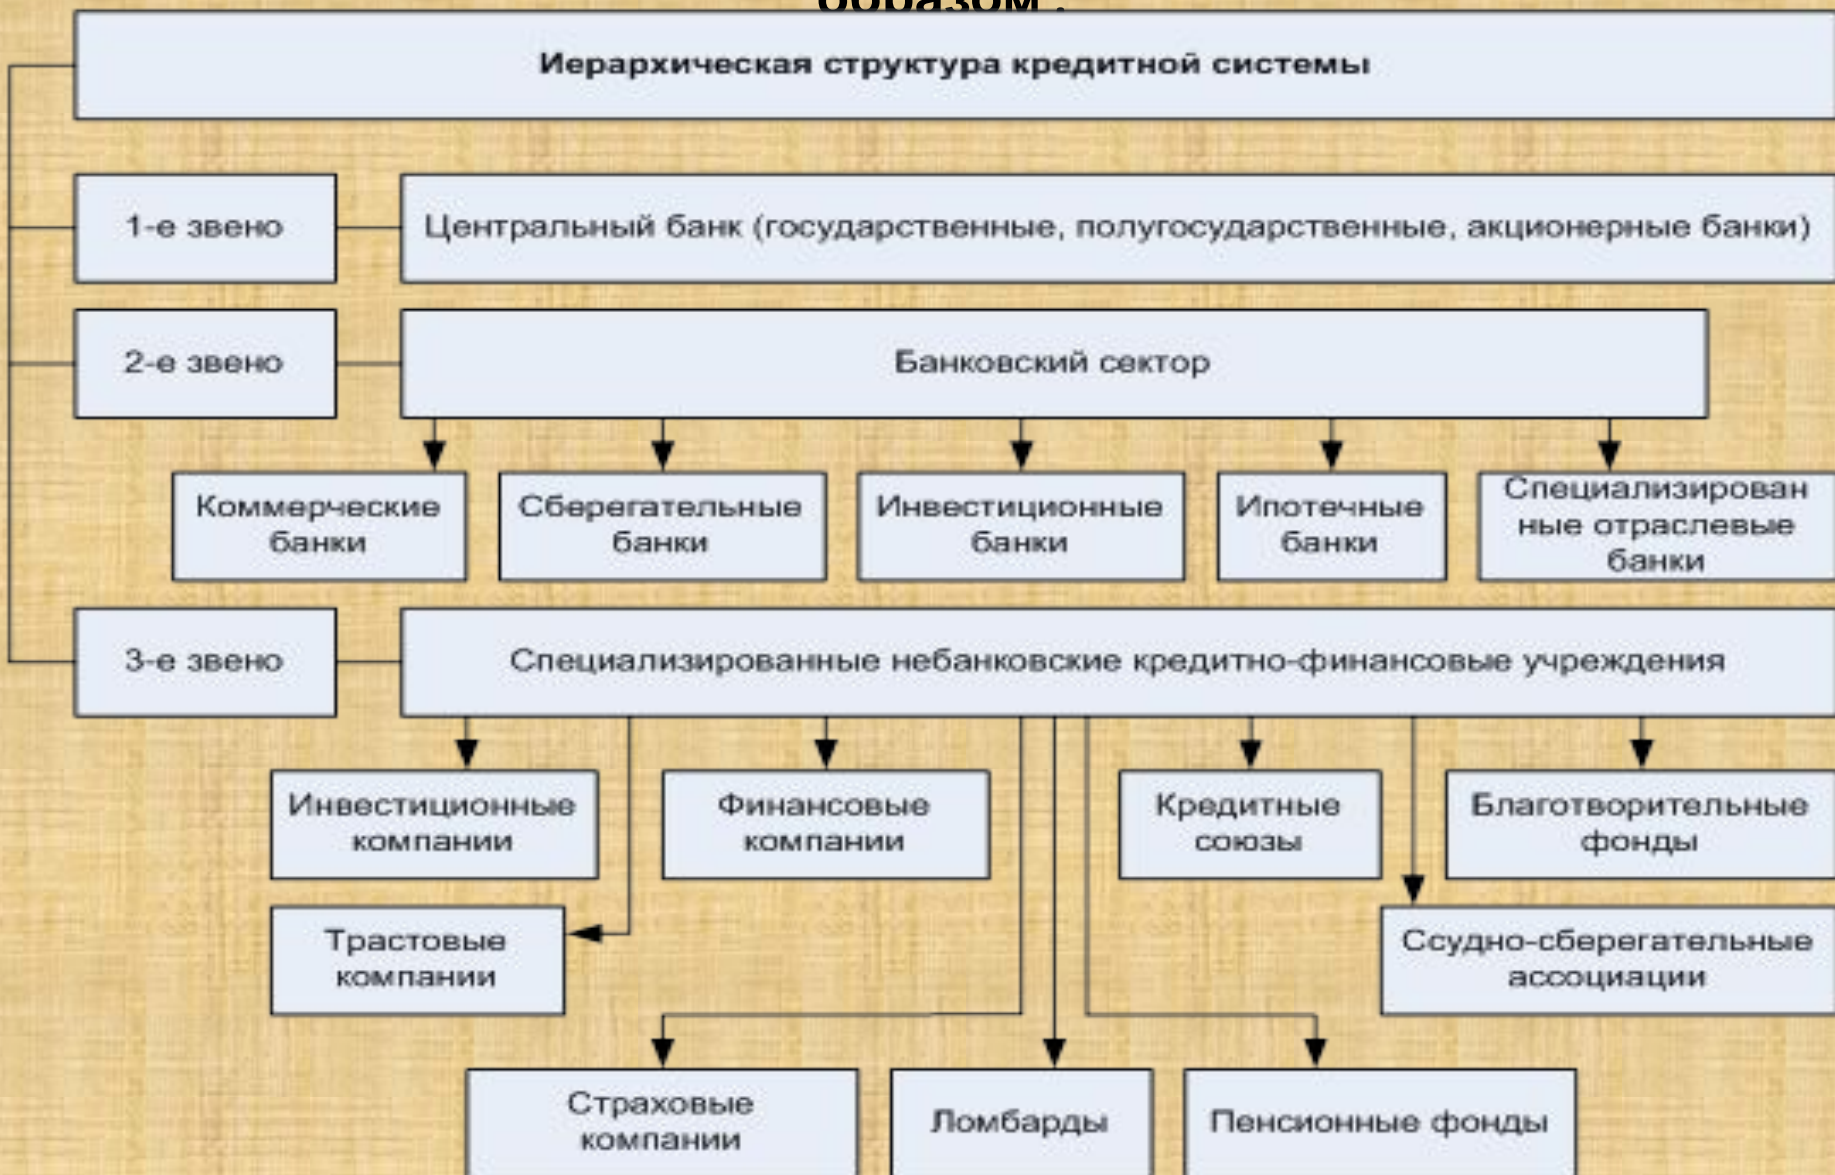 образом .
Иерархическая структура кредитной системы
1-е звено
Центральный банк (государственные, полугосударственные, акционерные банки)
2-е звено
Банковский сектор
Коммерческие
банки
Сберегательные
банки
Инвестиционные
банки
Ипотечные
банки
Специализирован
ные отраслевые
банки
3-е звено
Специализированные небанковские кредитно-финансовые учреждения
Инвестиционные
компании
Финансовые
компании
Кредитные
союзы
Благотворительные
фонды
Трастовые
компании
Ссудно-сберегательные
ассоциации
Страховые
компании
Ломбарды
Пенсионные фонды